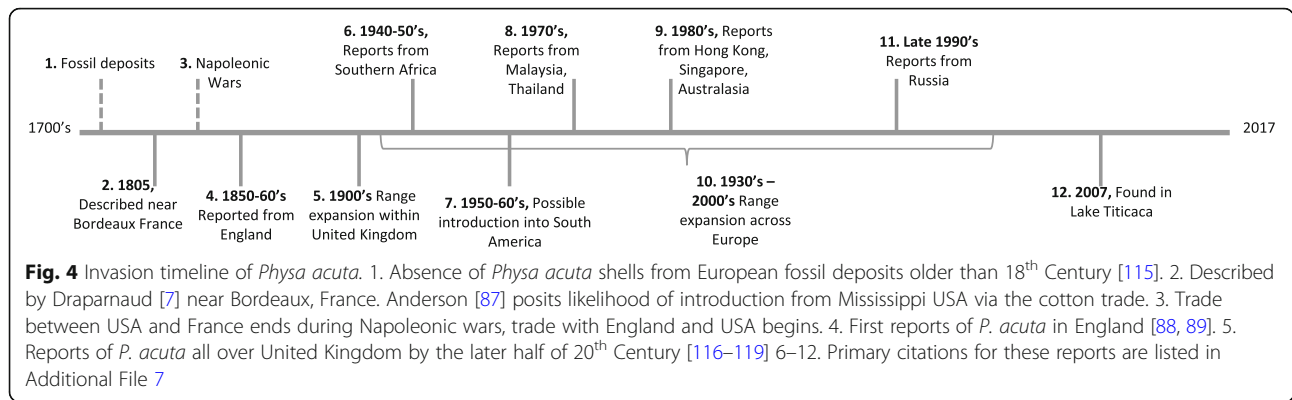 1. Fossil deposits
3. Napoleonic
Wars
6. 1940-50's,
Reports from
Southern Africa
8. 1970's,
Reports from
Malaysia,
Thailand
9. 1980's, Reports
from Hong Kong,
Singapore,
Australasia
11. Late 1990's
Reports from
Russia
1700's
2017
2. 1805,
Described near
Bordeaux France
4. 1850-60's
Reported from
England
5. 1900's Range
expansion within
United Kingdom
7. 1950-60's, Possible
introduction into South
America
10. 1930's –
2000's Range
expansion across
Europe
12. 2007, Found in
Lake Titicaca
Fig. 4 Invasion timeline of Physa acuta. 1. Absence of Physa acuta shells from European fossil deposits older than 18th Century [115]. 2. Described
by Draparnaud [7] near Bordeaux, France. Anderson [87] posits likelihood of introduction from Mississippi USA via the cotton trade. 3. Trade
between USA and France ends during Napoleonic wars, trade with England and USA begins. 4. First reports of P. acuta in England [88, 89]. 5.
Reports of P. acuta all over United Kingdom by the later half of 20th Century [116–119] 6–12. Primary citations for these reports are listed in
Additional File 7